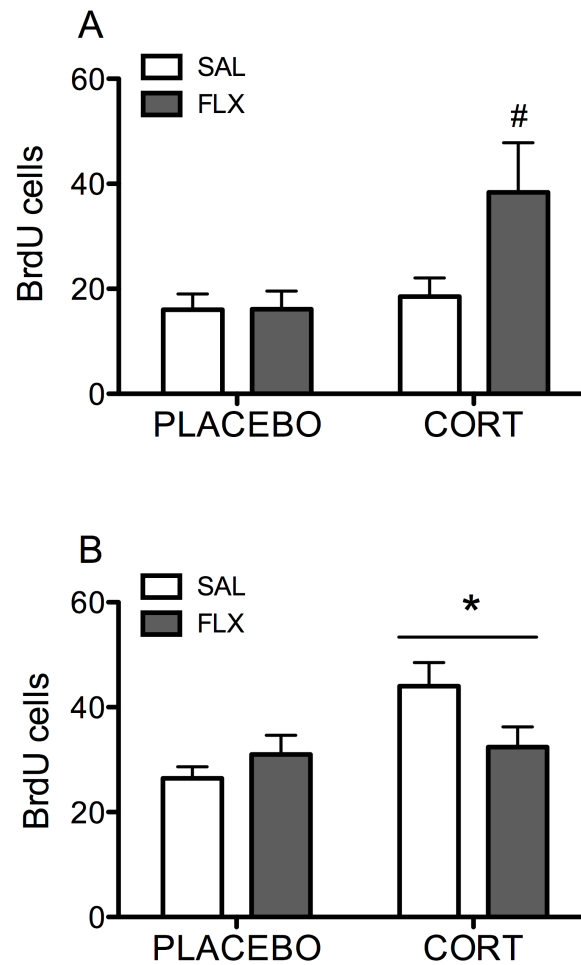 A
SAL
FLX
60
40
20
0
BrdU cells
#
PLACEBO CORT
B
SAL
FLX
60
40
20
0
BrdU cells
*
PLACEBO CORT